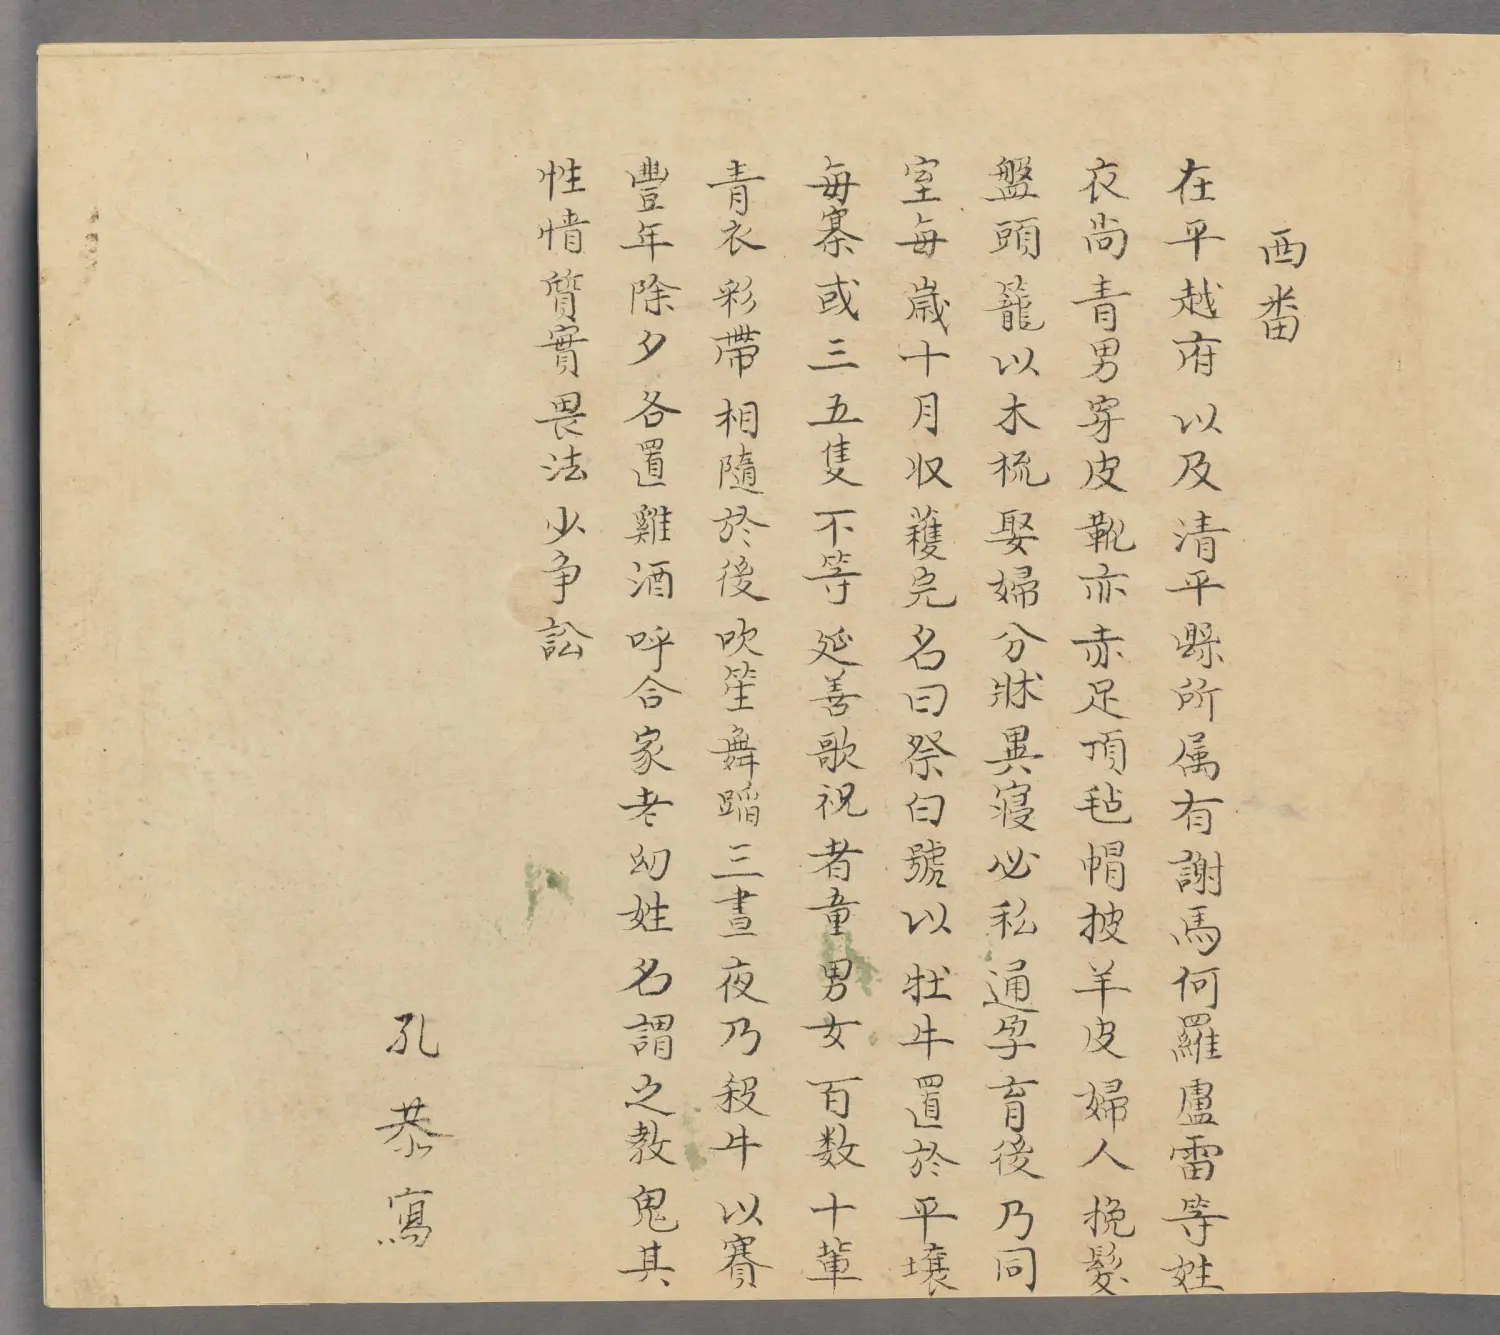 西番
在平越府以及清平縣所属有謝馬何羅盧雷等姓
衣尚青男穿皮靴亦赤足頂毡帽披羊皮婦人挽髮
盤頭籠以木梳娶婦分牀異寢必私通孕育後乃同
室每歲十月収穫完名曰祭白號以牡牛置於平壤
每寨或三五隻不等延善歌祝者童男女百数十輩
青衣彩帶相隨於後吹笙舞蹈三晝夜乃殺牛以賽
豐年除夕各置雞酒呼合家老幼姓名謂之教鬼其
性情質實畏法少争訟
孔恭寫